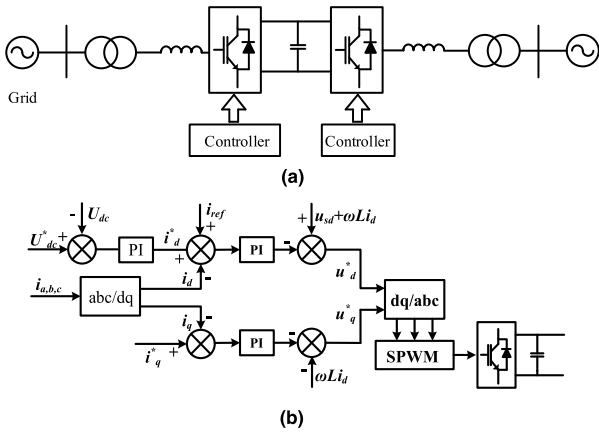 Grid
Controller
Controller
(a)
- U_dc
i_ref
+
+ u_sd+ωLi_d
U*_dc +
PI
i*_d
+
PI
-
u*_d
i_a,b,c
abc/dq
i_d -
i_q -
dq/abc
u*_q
i*_q +
PI
-
- ωLi_d
SPWM
(b)